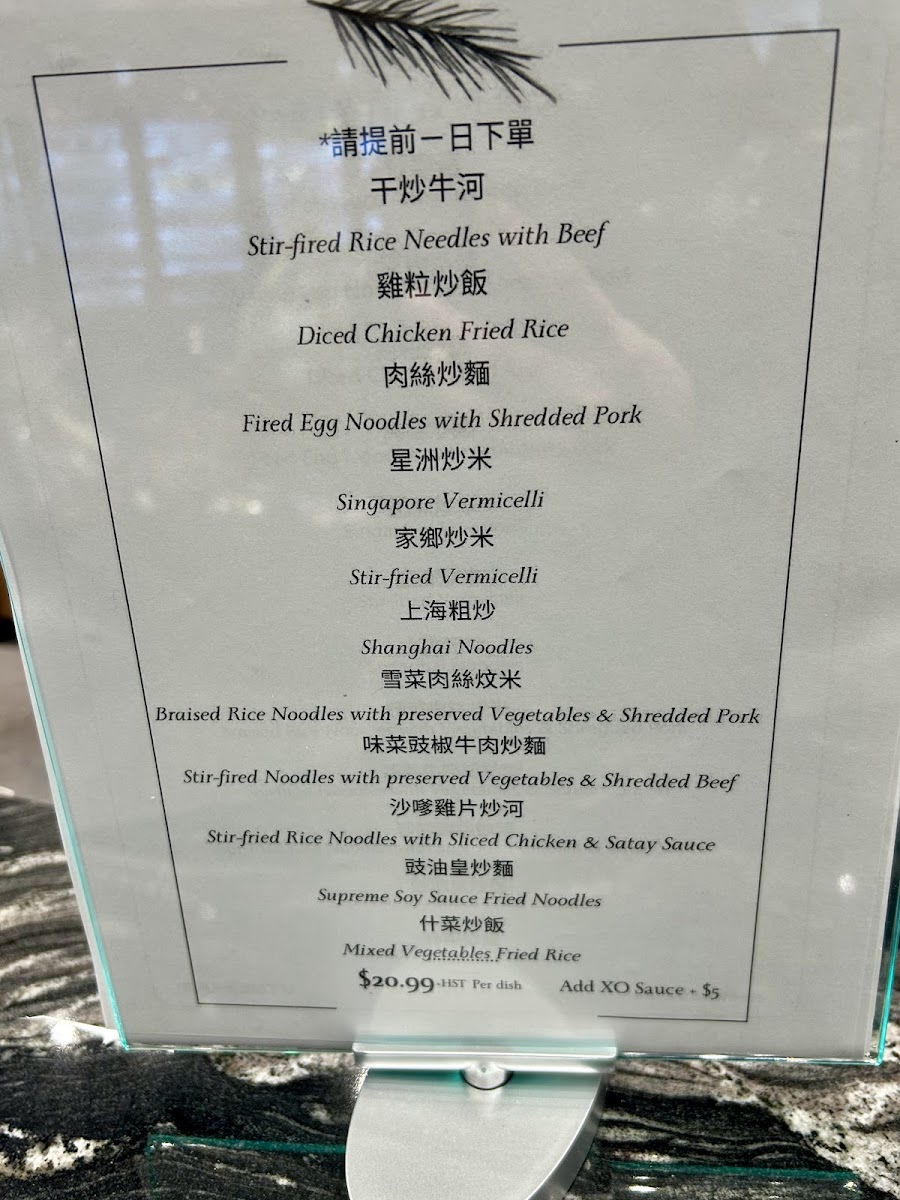 *請提前一日下單
干炒牛河
Stir-fired Rice Needles with Beef
雞粒炒飯
Diced Chicken Fried Rice
肉絲炒麵
Fired Egg Noodles with Shredded Pork
星洲炒米
Singapore Vermicelli
家鄉炒米
Stir-fried Vermicelli
上海粗炒
Shanghai Noodles
雪菜肉絲炆米
Braised Rice Noodles with preserved Vegetables & Shredded Pork
味菜豉椒牛肉炒麵
Stir-fired Noodles with preserved Vegetables & Shredded Beef
沙嗲雞片炒河
Stir-fried Rice Noodles with Sliced Chicken & Satay Sauce
豉油皇炒麵
Supreme Soy Sauce Fried Noodles
什菜炒飯
Mixed Vegetables Fried Rice
$20.99+HST Per dish Add XO Sauce + $5